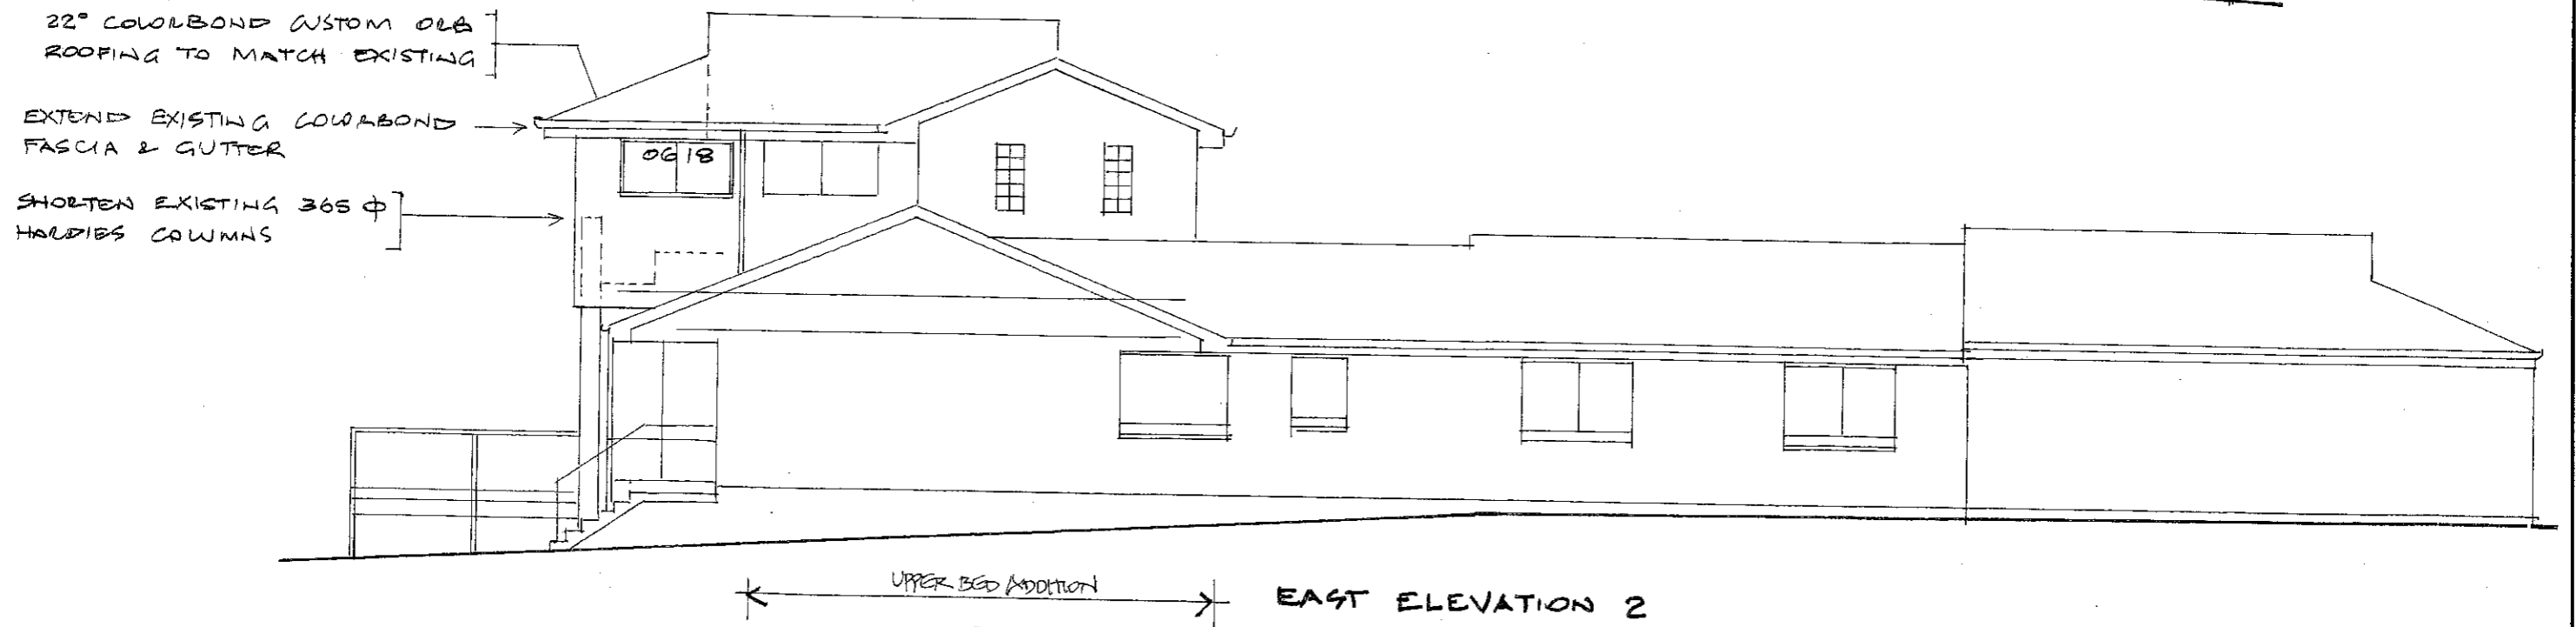 22° COLORBOND CUSTOM ORB
ROOFING TO MATCH EXISTING
EXTEND EXISTING COLORBOND
FASCIA & GUTTER
0618
SHORTEN EXISTING 365 φ
HARDIES COLUMNS
UPPER BED ADDITION
EAST ELEVATION 2